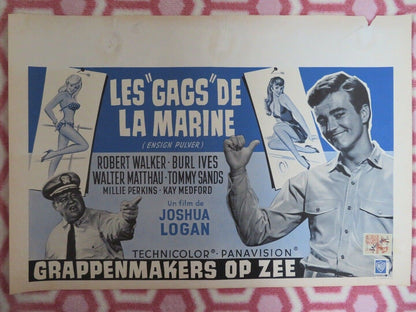 LES "GAGS" DE
LA MARINE
(ENSIGN PULVER)
ROBERT WALKER · BURL IVES
WALTER MATTHAU · TOMMY SANDS
MILLIE PERKINS · KAY MEDFORD
Un film de
JOSHUA
LOGAN
TECHNICOLOR® · PANAVISION®
GRAPPENMAKERS OP ZEE